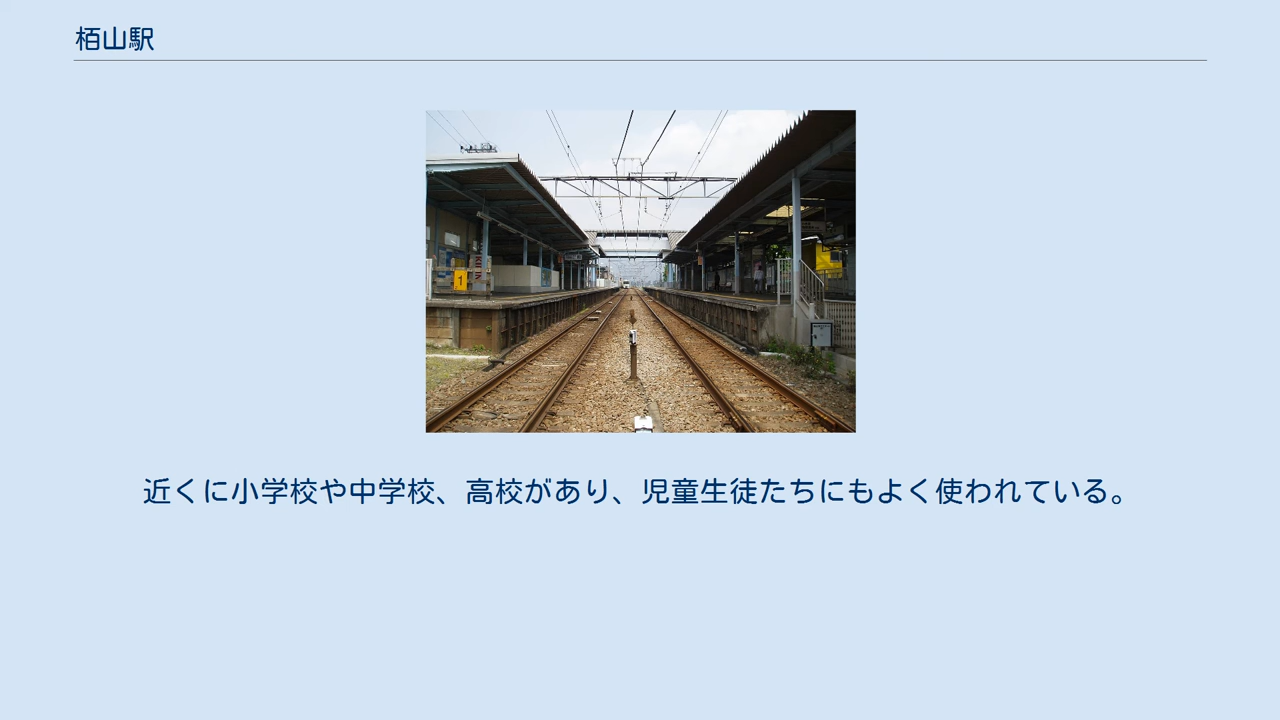 栢山駅
1
近くに小学校や中学校、高校があり、児童生徒たちにもよく使われている。